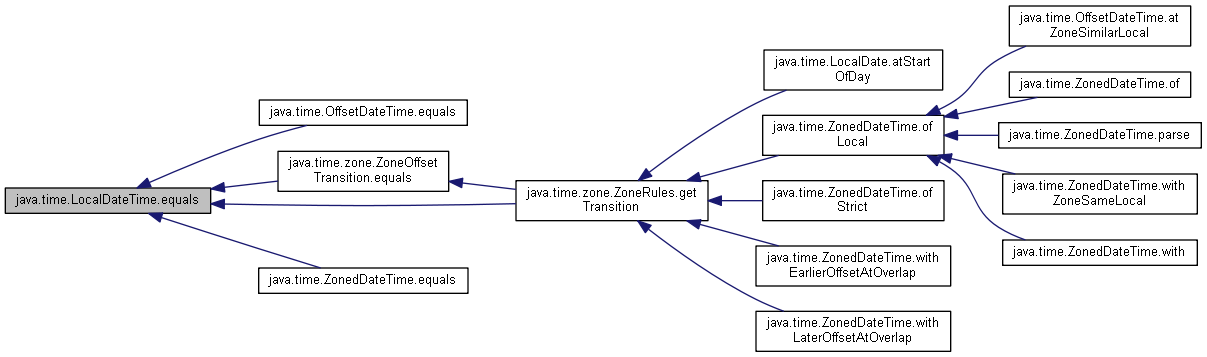 java.time.LocalDateTime.equals
java.time.OffsetDateTime.equals
java.time.zone.ZoneOffset
Transition.equals
java.time.ZonedDateTime.equals
java.time.zone.ZoneRules.get
Transition
java.time.LocalDate.atStart
OfDay
java.time.ZonedDateTime.of
Local
java.time.ZonedDateTime.of
Strict
java.time.ZonedDateTime.with
EarlierOffsetAtOverlap
java.time.ZonedDateTime.with
LaterOffsetAtOverlap
java.time.OffsetDateTime.at
ZoneSimilarLocal
java.time.ZonedDateTime.of
java.time.ZonedDateTime.parse
java.time.ZonedDateTime.with
ZoneSameLocal
java.time.ZonedDateTime.with